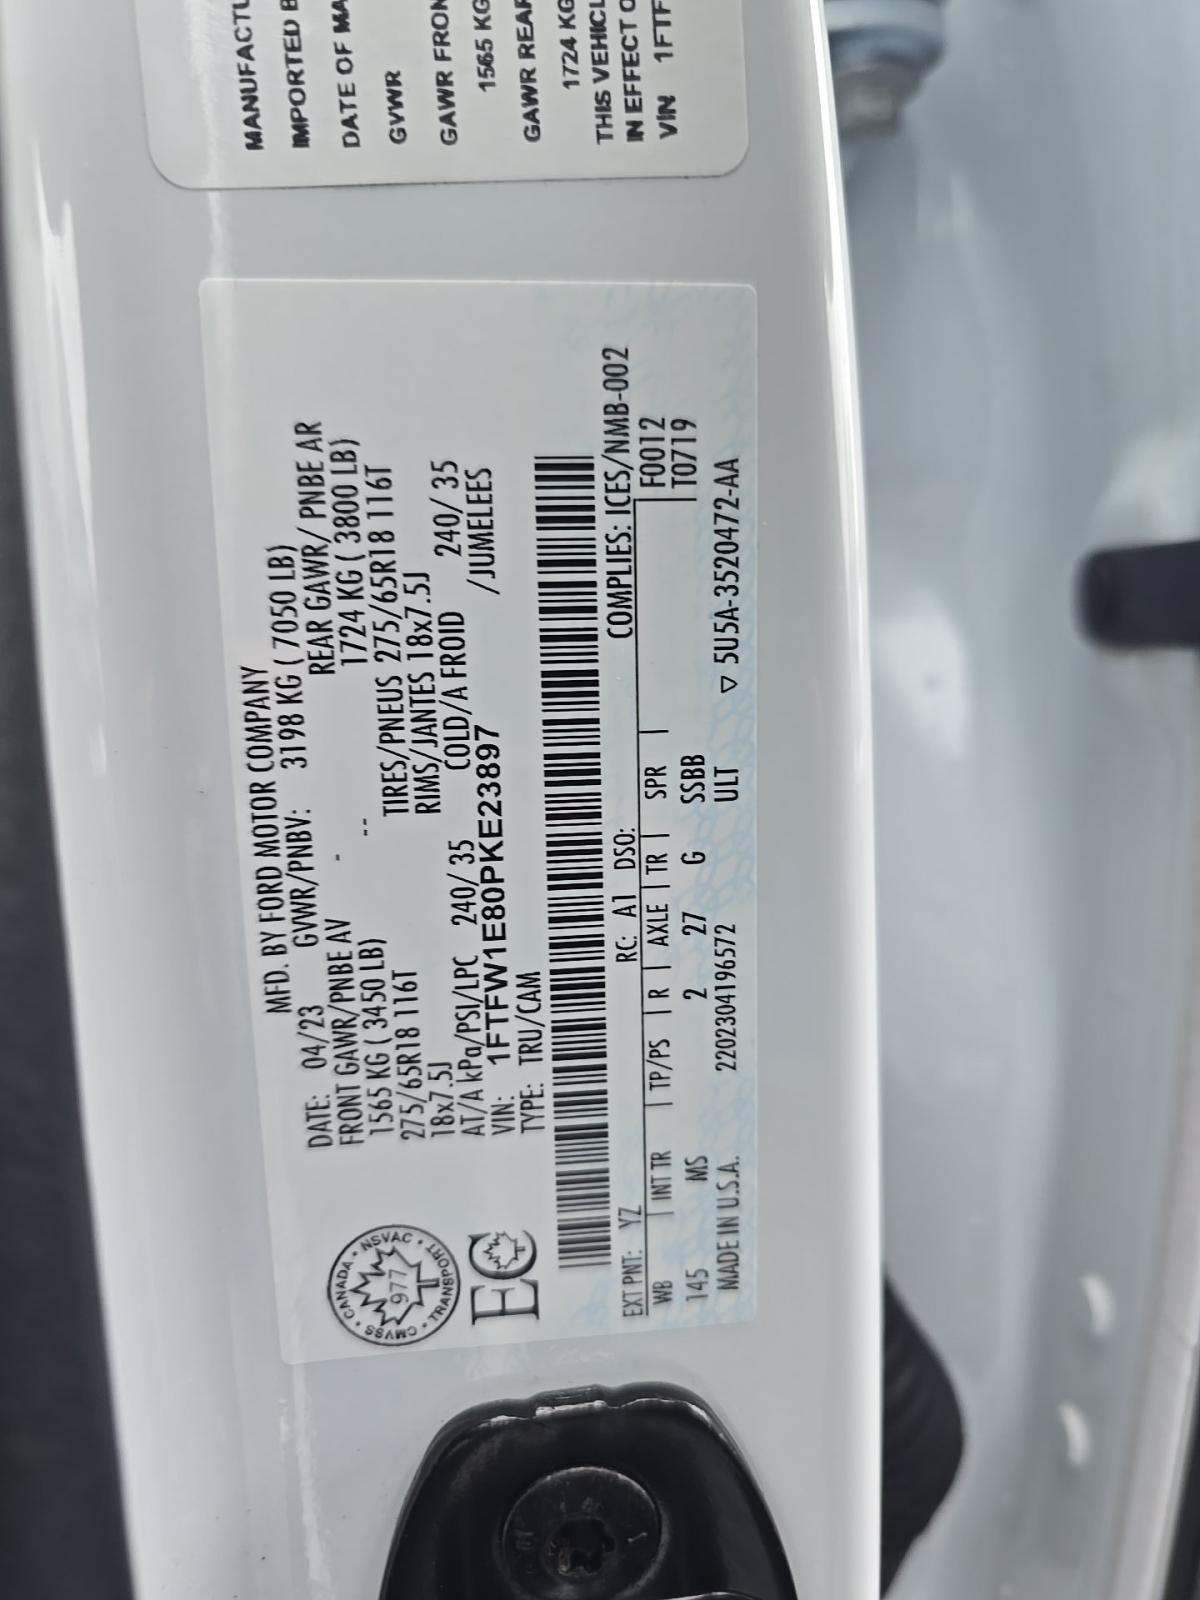 MANUFACTU
IMPORTED B
DATE OF MA
GVWR
GAWR FRON
1565 KG
GAWR REAR
1724 KG
THIS VEHICL
IN EFFECT O
VIN 1FTF
MFD. BY FORD MOTOR COMPANY
DATE: 04/23 GVWR/PNBV: 3198 KG ( 7050 LB)
FRONT GAWR/PNBE AV REAR GAWR/ PNBE AR
1565 KG ( 3450 LB) - 1724 KG ( 3800 LB)
275/65R18 116T -- TIRES/PNEUS 275/65R18 116T
18x7.5J RIMS/JANTES 18x7.5J
AT/A kPa/PSI/LPC 240/ 35 COLD/A FROID 240/ 35
VIN: 1FTFW1E80PKE23897 /JUMELEES
TYPE: TRU/CAM
CANADA • NSVAC • TRANSPORT • CMVSS •
977
EC
RC: A1 DSO: COMPLIES: ICES/NMB-002
EXT PNT: YZ F0012
WB | INT TR | TP/PS | R | AXLE | TR | SPR | T0719
145 MS 2 27 G SSBB
MADE IN U.S.A. 2202304196572 ULT ▽ 5U5A-3520472-AA